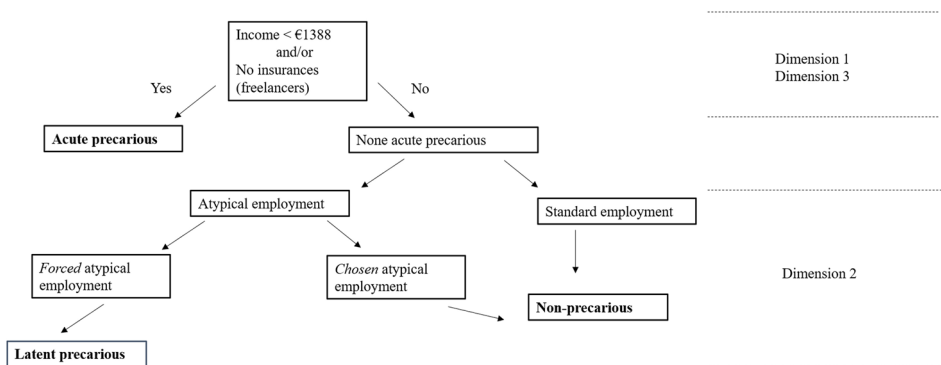 Income < €1388
and/or
No insurances
(freelancers)
Dimension 1
Dimension 3
Yes
No
Acute precarious
None acute precarious
Atypical employment
Standard employment
Forced atypical
employment
Chosen atypical
employment
Dimension 2
Non-precarious
Latent precarious